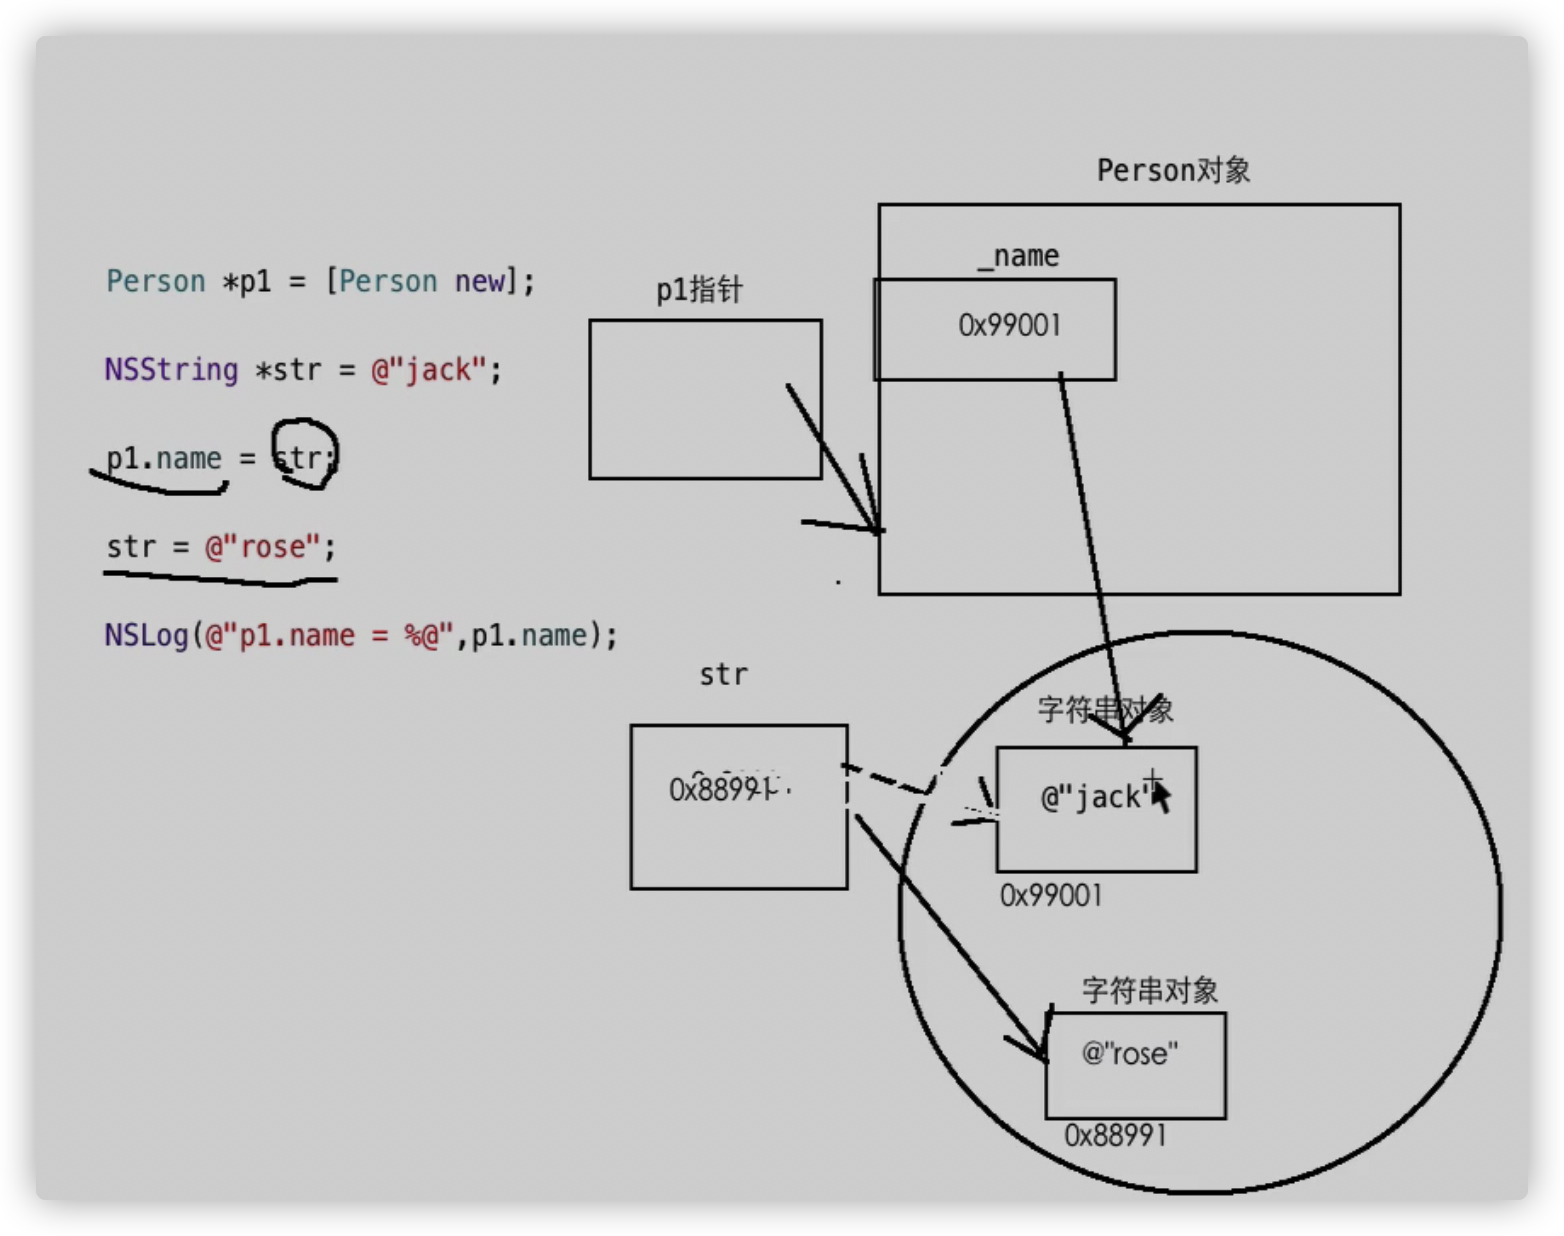 Person *p1 = [Person new];
NSString *str = @"jack";
p1.name = str;
str = @"rose";
NSLog(@"p1.name = %@",p1.name);
p1指针
Person对象
_name
0x99001
str
0x88991
字符串对象
@"jack"
0x99001
字符串对象
@"rose"
0x88991